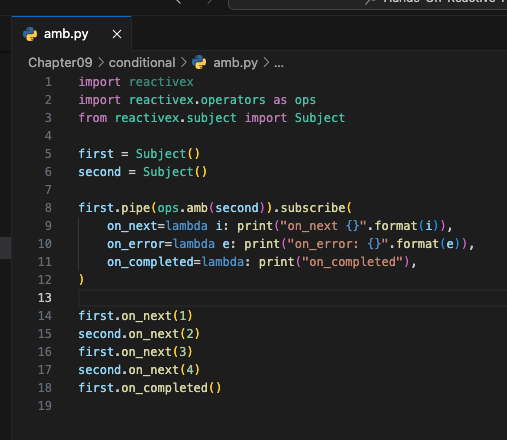 Hands-On-Reactive-
amb.py
Chapter09 > conditional > amb.py > ...
1 import reactivex
2 import reactivex.operators as ops
3 from reactivex.subject import Subject
4
5 first = Subject()
6 second = Subject()
7
8 first.pipe(ops.amb(second)).subscribe(
9     on_next=lambda i: print("on_next {}".format(i)),
10     on_error=lambda e: print("on_error: {}".format(e)),
11     on_completed=lambda: print("on_completed"),
12 )
13
14 first.on_next(1)
15 second.on_next(2)
16 first.on_next(3)
17 second.on_next(4)
18 first.on_completed()
19